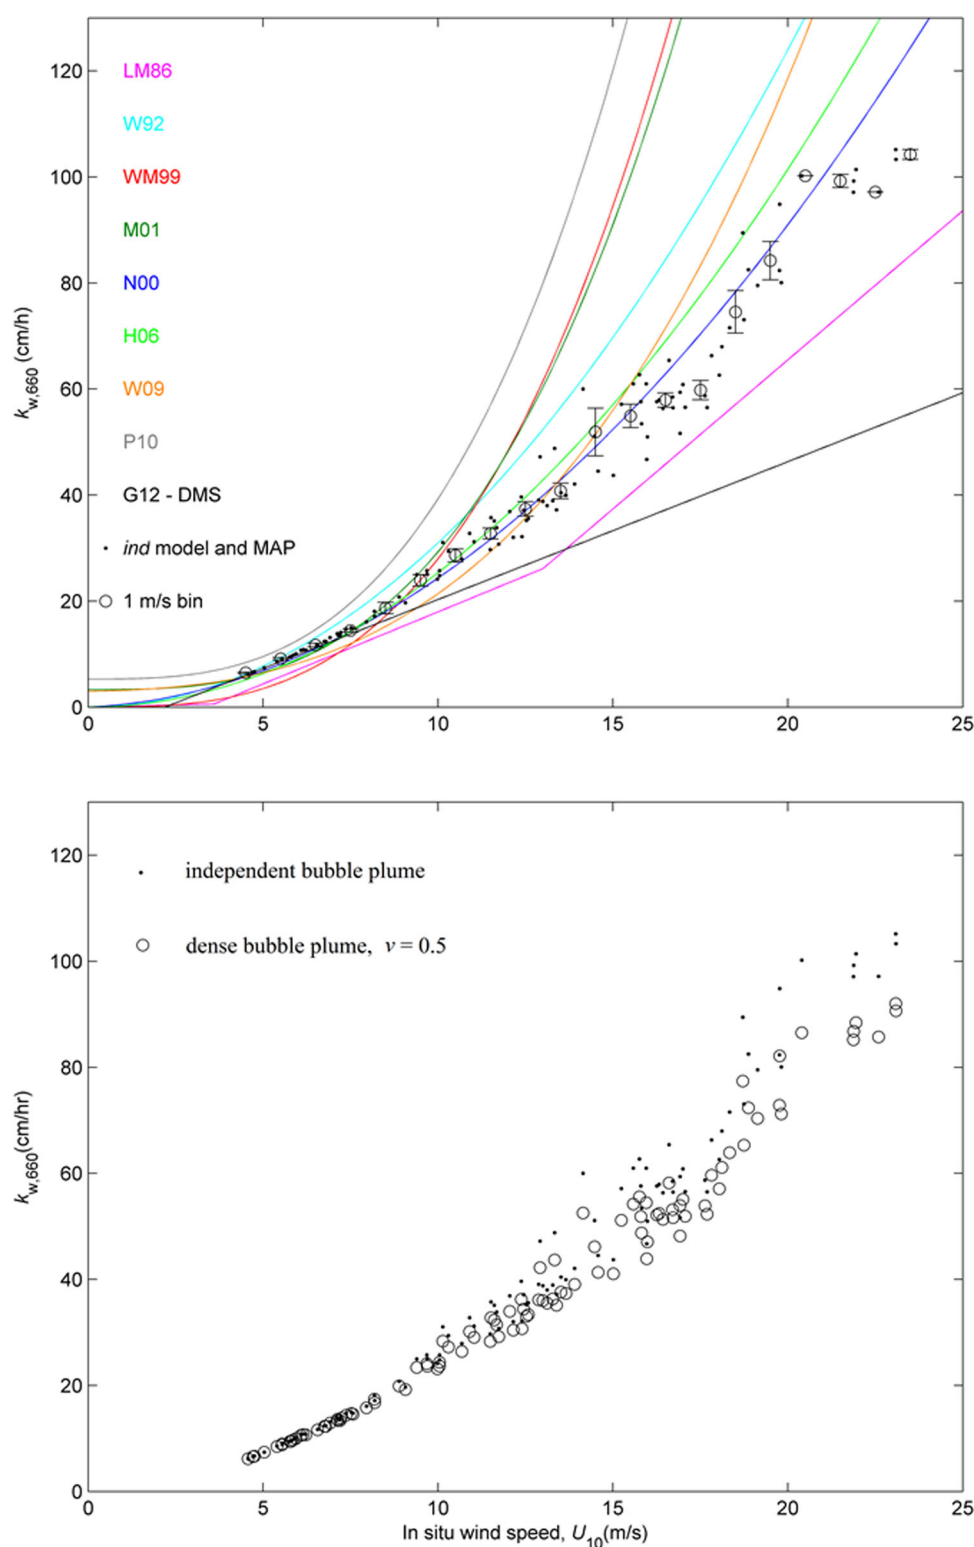 120
100
80
60
40
20
0
k w,660 (cm/h)
LM86
W92
WM99
M01
N00
H06
W09
P10
G12 - DMS
ind model and MAP
1 m/s bin
0 5 10 15 20 25
120
100
80
60
40
20
0
k w,660(cm/hr)
independent bubble plume
dense bubble plume, v = 0.5
0 5 10 15 20 25
In situ wind speed, U10(m/s)